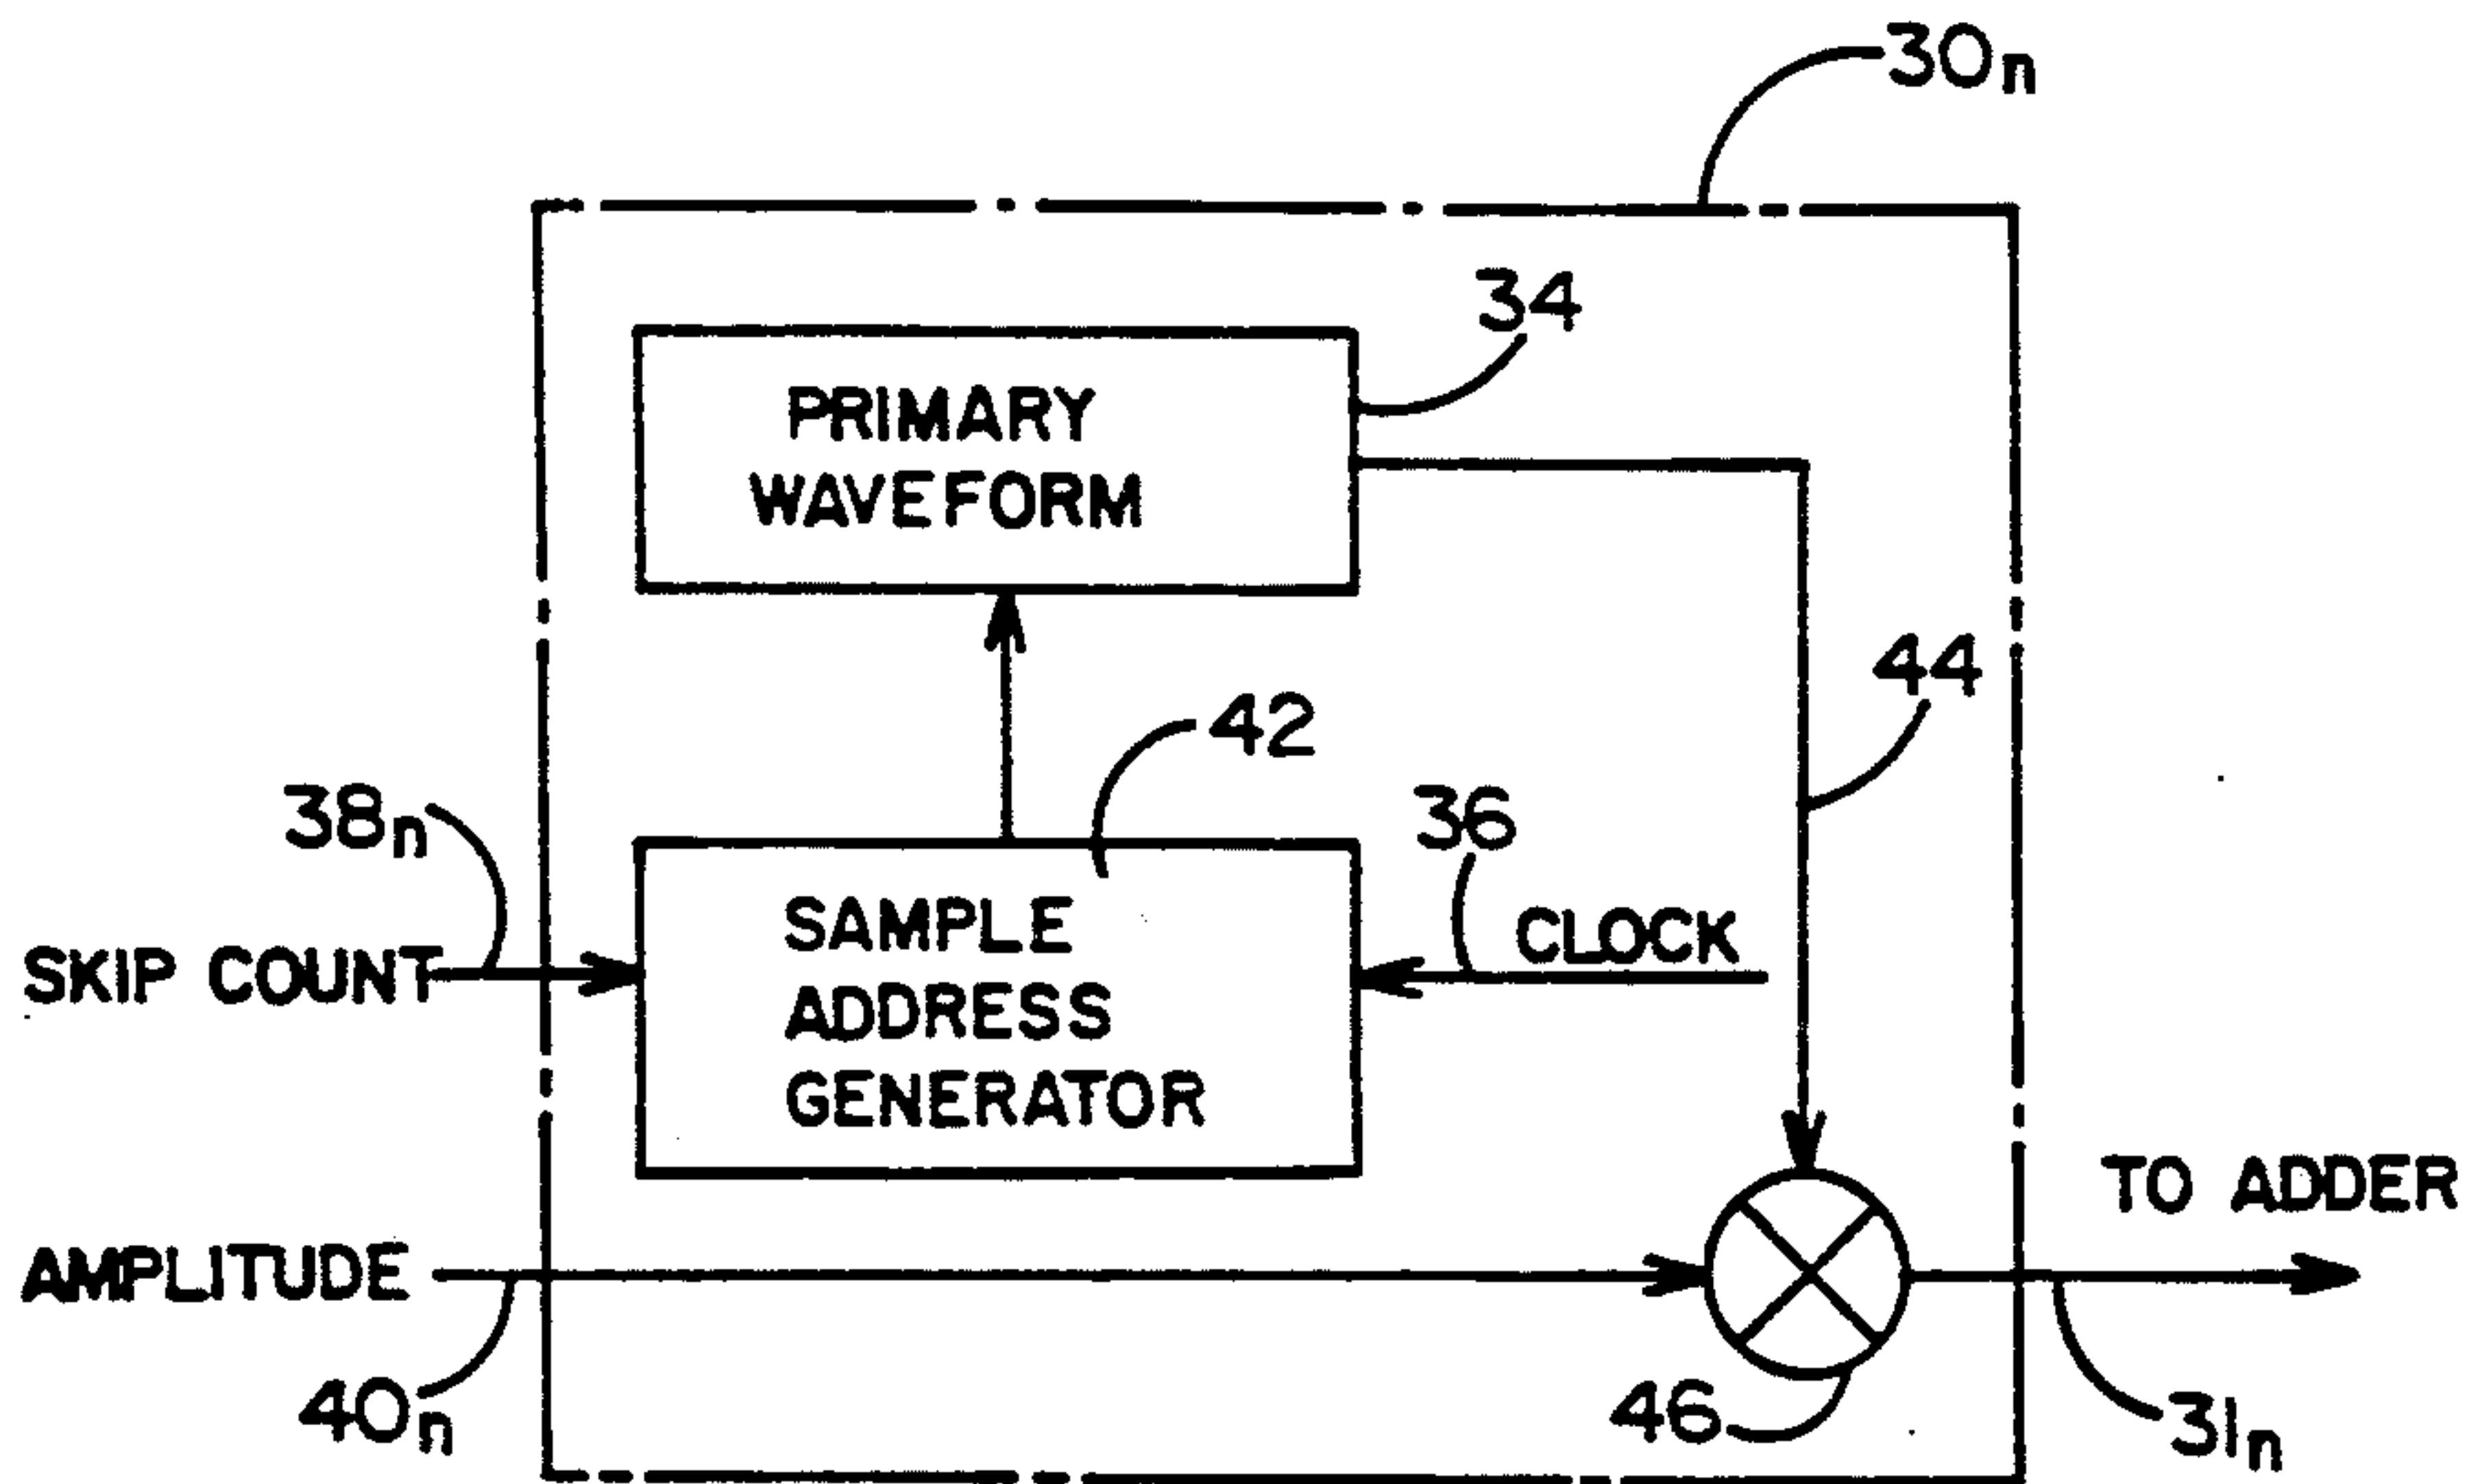 30n
34
PRIMARY
WAVEFORM
44
42
38n
36
SAMPLE
ADDRESS
GENERATOR
CLOCK
SKIP COUNT
TO ADDER
AMPLITUDE
40n
46
31n